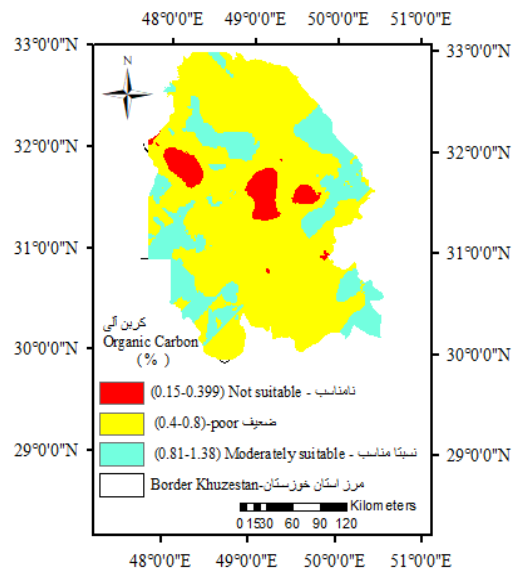 48°0'0"E 49°0'0"E 50°0'0"E 51°0'0"E
33°0'0"N 33°0'0"N
N
32°0'0"N 32°0'0"N
31°0'0"N 31°0'0"N
کربن آلی
Organic Carbon
( % )
30°0'0"N 30°0'0"N
(0.15-0.399) Not suitable - نامناسب
(0.4-0.8)-poor ضعیف
29°0'0"N 29°0'0"N
(0.81-1.38) Moderately suitable - نسبتا مناسب
Border Khuzestan-مرز استان خوزستان
Kilometers
0 15 30 60 90 120
48°0'0"E 49°0'0"E 50°0'0"E 51°0'0"E